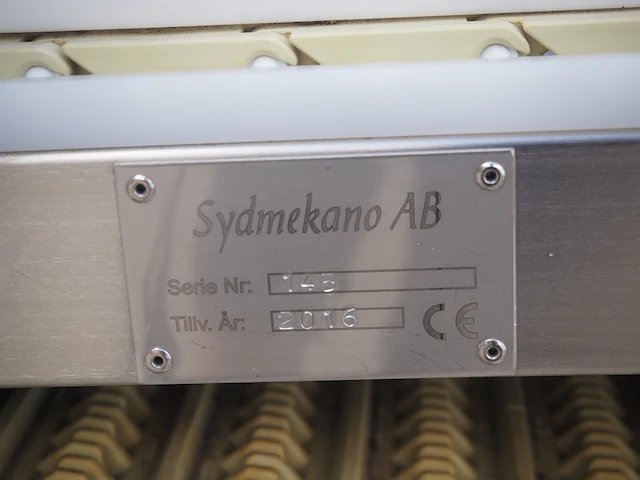 Sydmekano AB
Serie Nr: 145
Tillv. År: 2016 CE